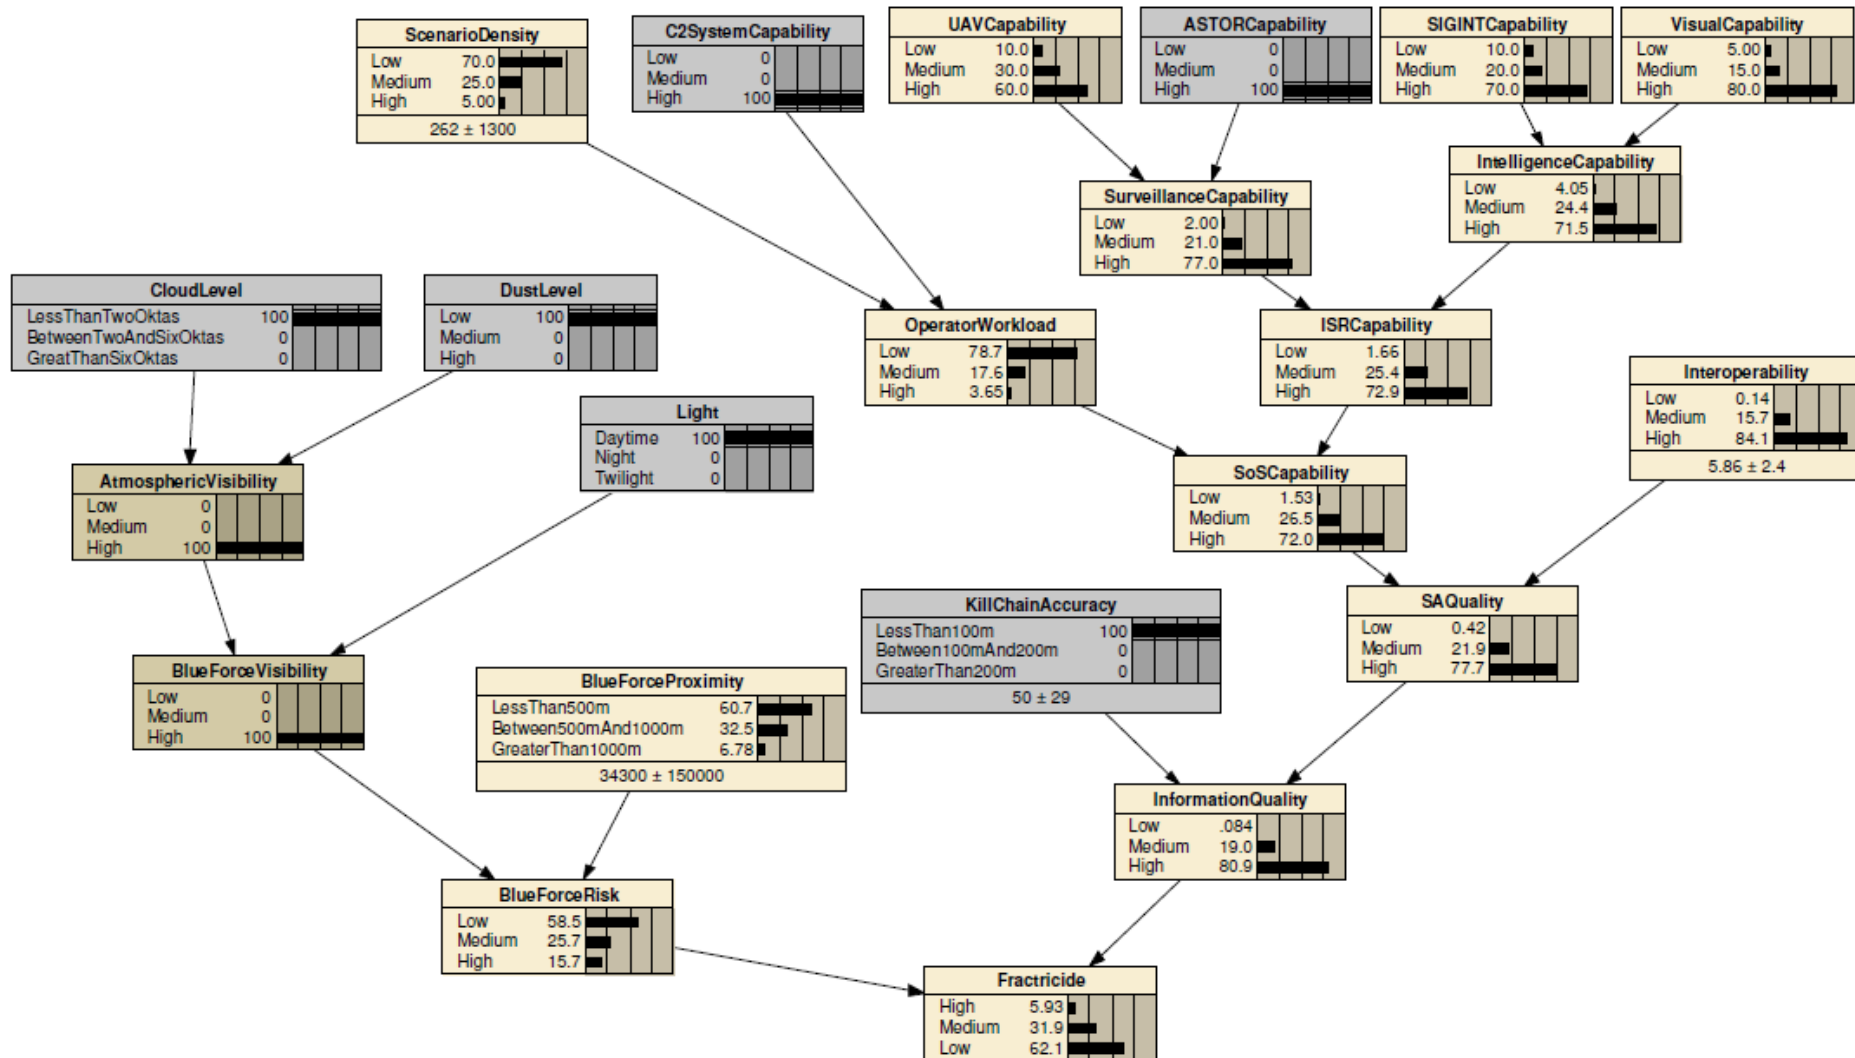 ScenarioDensity
Low 70.0
Medium 25.0
High 5.00
262 ± 1300
C2SystemCapability
Low 0
Medium 0
High 100
UAVCapability
Low 10.0
Medium 30.0
High 60.0
ASTORCapability
Low 0
Medium 0
High 100
SIGINTCapability
Low 10.0
Medium 20.0
High 70.0
VisualCapability
Low 5.00
Medium 15.0
High 80.0
IntelligenceCapability
Low 4.05
Medium 24.4
High 71.5
SurveillanceCapability
Low 2.00
Medium 21.0
High 77.0
CloudLevel
LessThanTwoOktas 100
BetweenTwoAndSixOktas 0
GreatThanSixOktas 0
DustLevel
Low 100
Medium 0
High 0
OperatorWorkload
Low 78.7
Medium 17.6
High 3.65
ISRCapability
Low 1.66
Medium 25.4
High 72.9
Interoperability
Low 0.14
Medium 15.7
High 84.1
5.86 ± 2.4
Light
Daytime 100
Night 0
Twilight 0
AtmosphericVisibility
Low 0
Medium 0
High 100
SoSCapability
Low 1.53
Medium 26.5
High 72.0
KillChainAccuracy
LessThan100m 100
Between100mAnd200m 0
GreaterThan200m 0
50 ± 29
SAQuality
Low 0.42
Medium 21.9
High 77.7
BlueForceVisibility
Low 0
Medium 0
High 100
BlueForceProximity
LessThan500m 60.7
Between500mAnd1000m 32.5
GreaterThan1000m 6.78
34300 ± 150000
InformationQuality
Low .084
Medium 19.0
High 80.9
BlueForceRisk
Low 58.5
Medium 25.7
High 15.7
Fractricide
High 5.93
Medium 31.9
Low 62.1